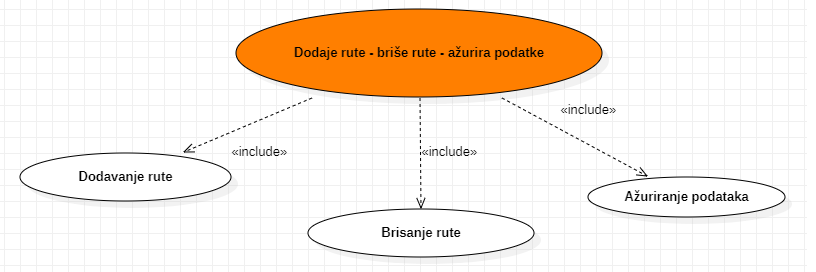 Dodaje rute - briše rute - ažurira podatke
«include»
«include»
«include»
Dodavanje rute
Ažuriranje podataka
Brisanje rute